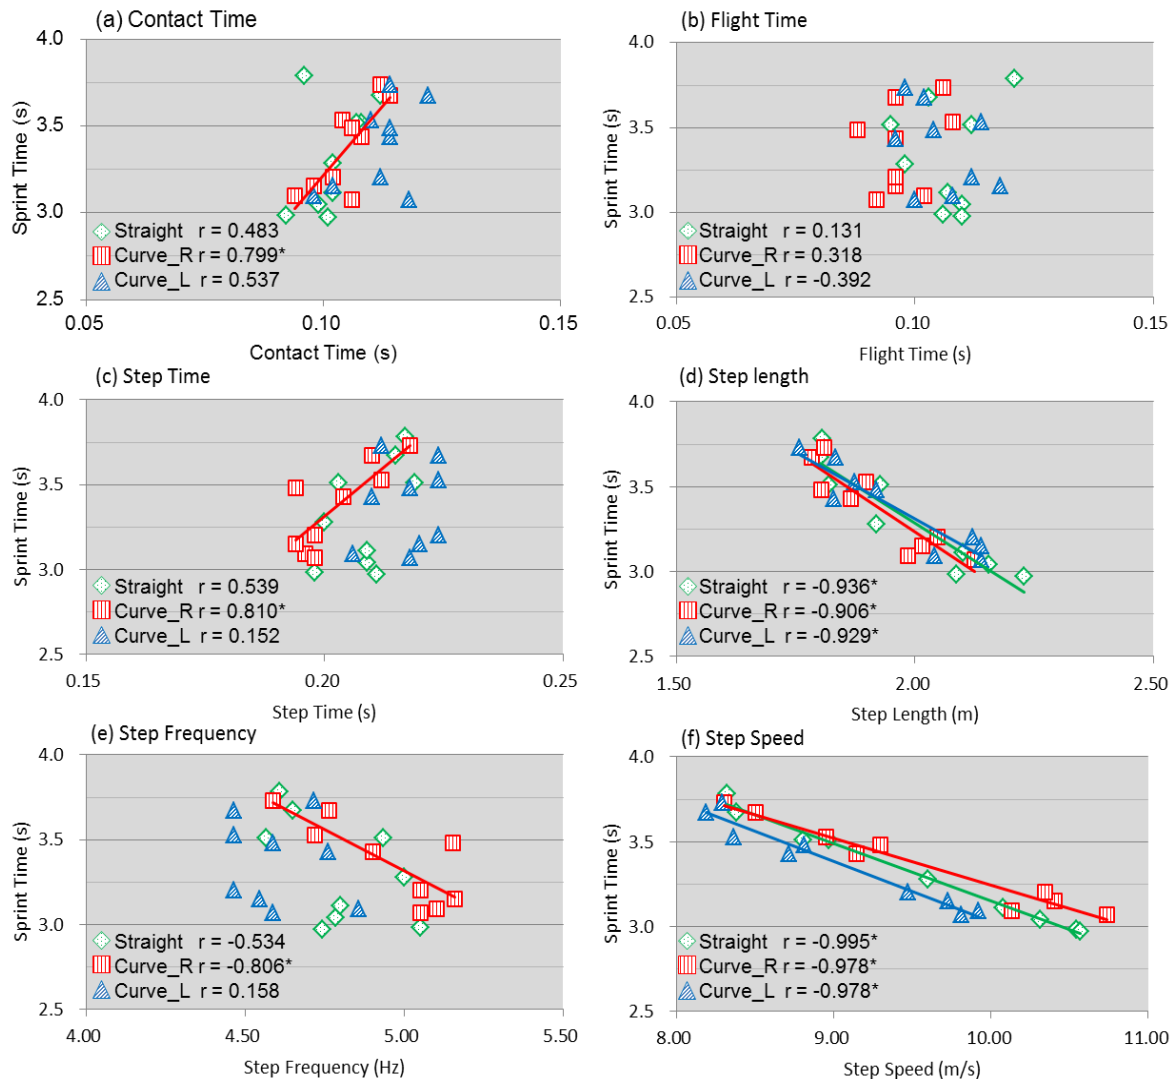 (a) Contact Time
4.0
3.5
3.0
2.5
Sprint Time (s)
Straight r = 0.483
Curve_R r = 0.799*
Curve_L r = 0.537
0.05 0.10 0.15
Contact Time (s)
(b) Flight Time
4.0
3.5
3.0
2.5
Sprint Time (s)
Straight r = 0.131
Curve_R r = 0.318
Curve_L r = -0.392
0.05 0.10 0.15
Flight Time (s)
(c) Step Time
4.0
3.5
3.0
2.5
Sprint Time (s)
Straight r = 0.539
Curve_R r = 0.810*
Curve_L r = 0.152
0.15 0.20 0.25
Step Time (s)
(d) Step length
4.0
3.5
3.0
2.5
Sprint Time (s)
Straight r = -0.936*
Curve_R r = -0.906*
Curve_L r = -0.929*
1.50 2.00 2.50
Step Length (m)
(e) Step Frequency
4.0
3.5
3.0
2.5
Sprint Time (s)
Straight r = -0.534
Curve_R r = -0.806*
Curve_L r = 0.158
4.00 4.50 5.00 5.50
Step Frequency (Hz)
(f) Step Speed
4.0
3.5
3.0
2.5
Sprint Time (s)
Straight r = -0.995*
Curve_R r = -0.978*
Curve_L r = -0.978*
8.00 9.00 10.00 11.00
Step Speed (m/s)